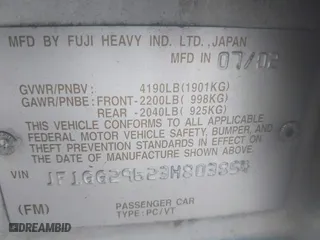 MFD BY FUJI HEAVY IND. LTD., JAPAN
MFD IN 07/02
GVWR/PNBV : 4190LB(1901KG)
GAWR/PNBE : FRONT-2200LB( 998KG)
REAR -2040LB( 925KG)
THIS VEHICLE CONFORMS TO ALL APPLICABLE
FEDERAL MOTOR VEHICLE SAFETY, BUMPER, AND
THEFT PREVENTION STANDARDS IN EFFECT ON THE
DATE OF MANUFACTURE SHOWN ABOVE.
VIN
(FM) PASSENGER CAR
TYPE: PC/VT
DREAMBID